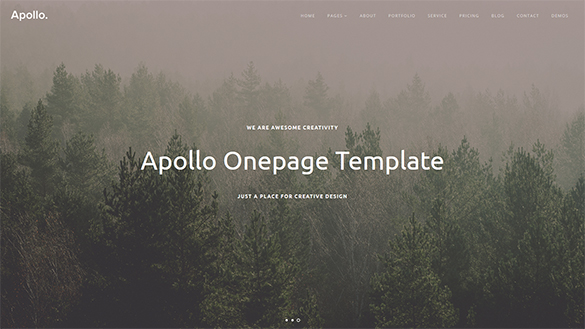 Apollo.
HOME PAGES ABOUT PORTFOLIO SERVICE PRICING BLOG CONTACT DEMOS
WE ARE AWESOME CREATIVITY
Apollo Onepage Template
JUST A PLACE FOR CREATIVE DESIGN